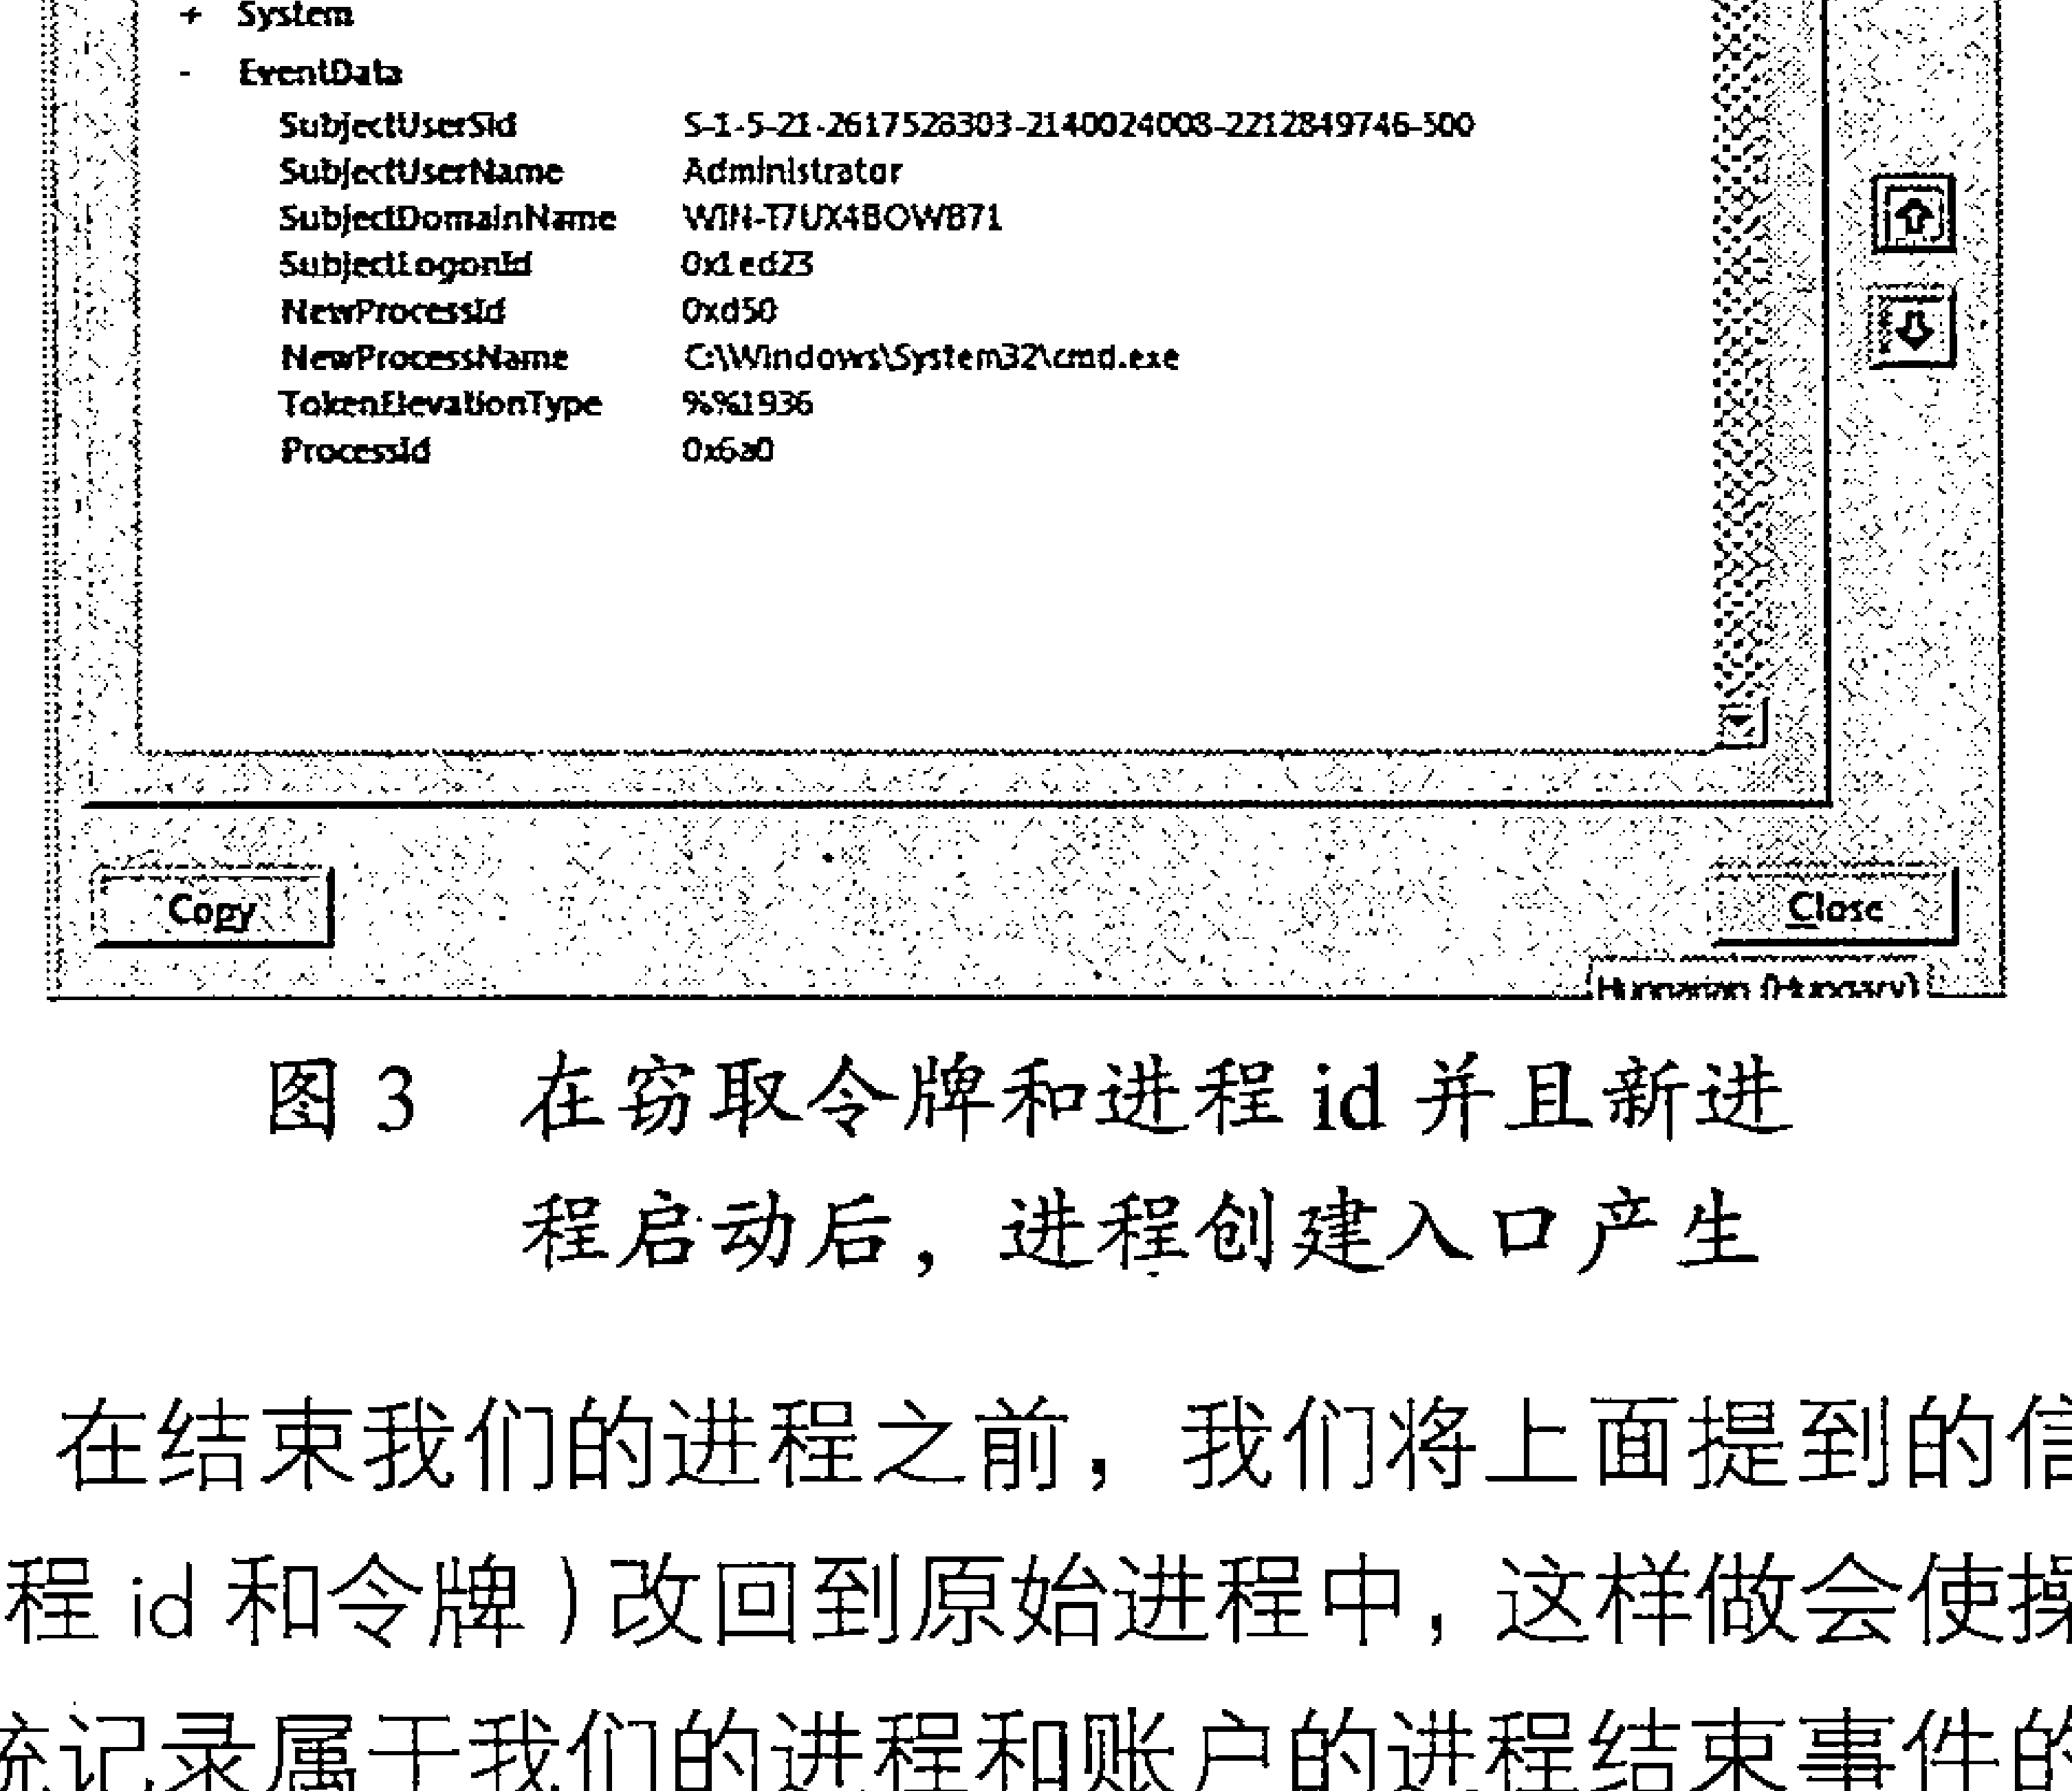 + System
- EventData
SubjectUserSid S-1-5-21-2617528303-2140024008-2212849746-500
SubjectUserName Administrator
SubjectDomainName WIN-T7UX4BOWB71
SubjectLogonId 0x1ed23
NewProcessId 0xd50
NewProcessName C:\Windows\System32\cmd.exe
TokenElevationType %%1936
ProcessId 0x6a0
Copy
Close
Hungarian (Hungary)
图 3 在窃取令牌和进程 id 并且新进
程启动后，进程创建入口产生
在结束我们的进程之前，我们将上面提到的信
程 id 和令牌)改回到原始进程中，这样做会使操
统记录属于我们的进程和账户的进程结束事件的